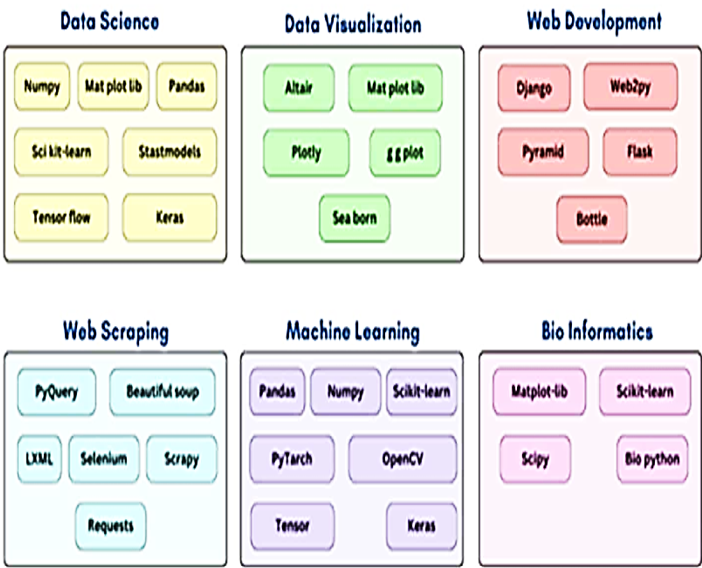 Data Science
Numpy
Mat plot lib
Pandas
Sci kit-learn
Stastmodels
Tensor flow
Keras
Data Visualization
Altair
Mat plot lib
Plotly
g g plot
Sea born
Web Development
Django
Web2py
Pyramid
Flask
Bottle
Web Scraping
PyQuery
Beautiful soup
LXML
Selenium
Scrapy
Requests
Machine Learning
Pandas
Numpy
Scikit-learn
PyTarch
OpenCV
Tensor
Keras
Bio Informatics
Matplot-lib
Scikit-learn
Scipy
Bio python